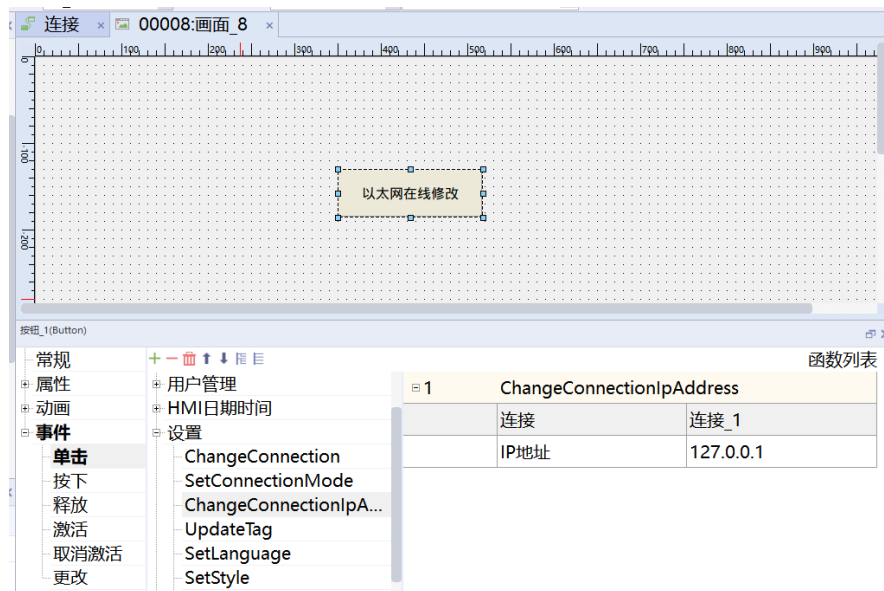 连接 × 00008:画面_8 ×
0 100 200 300 400 500 600 700 800 900
0
100
200
以太网在线修改
按钮_1(Button)
常规
函数列表
属性
用户管理
1 ChangeConnectionIpAddress
动画
HMI日期时间
连接 连接_1
事件
设置
单击
ChangeConnection
IP地址 127.0.0.1
按下
SetConnectionMode
释放
ChangeConnectionIpA...
激活
UpdateTag
取消激活
SetLanguage
更改
SetStyle